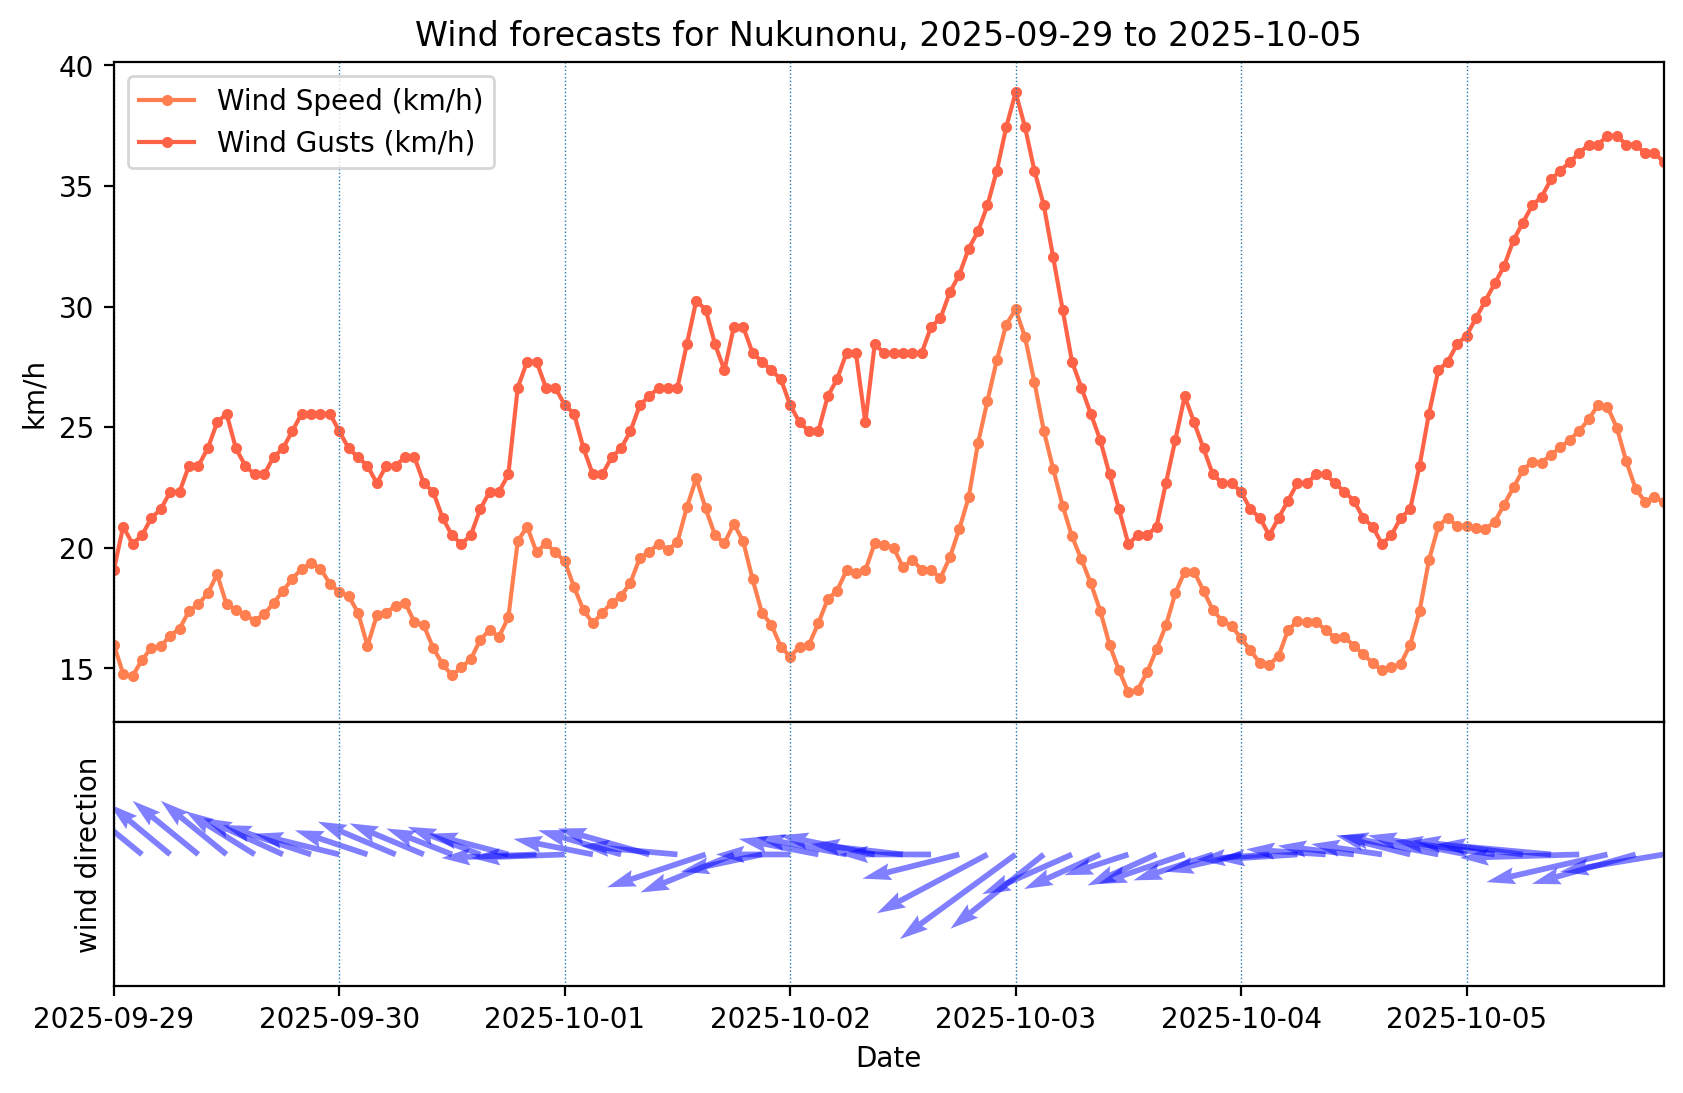 Wind forecasts for Nukunonu, 2025-09-29 to 2025-10-05
40
35
30
25
20
15
km/h
Wind Speed (km/h)
Wind Gusts (km/h)
wind direction
2025-09-29 2025-09-30 2025-10-01 2025-10-02 2025-10-03 2025-10-04 2025-10-05
Date